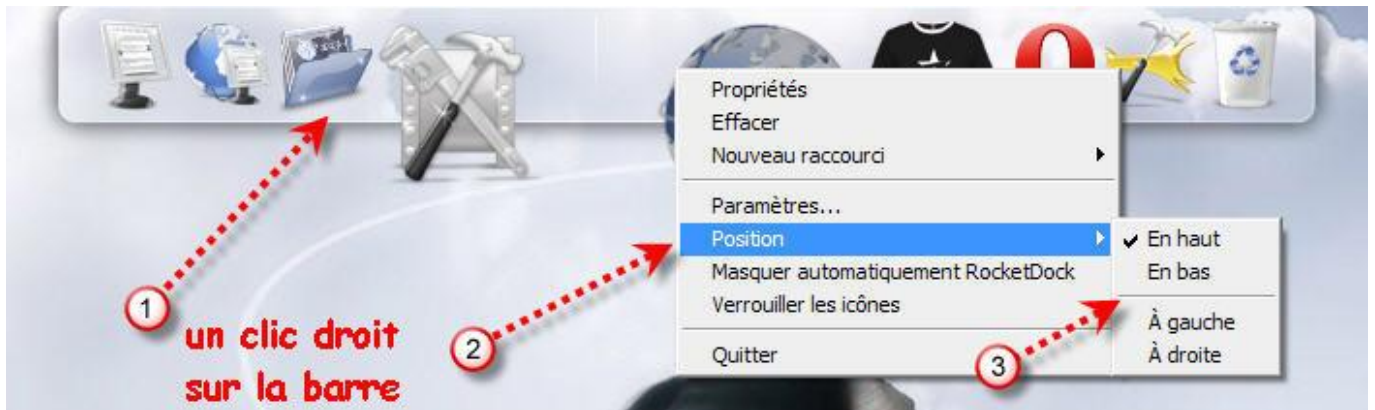 Propriétés
Effacer
Nouveau raccourci
Paramètres...
Position
Masquer automatiquement RocketDock
Verrouiller les icônes
Quitter
En haut
En bas
À gauche
À droite
1
un clic droit
sur la barre
2
3